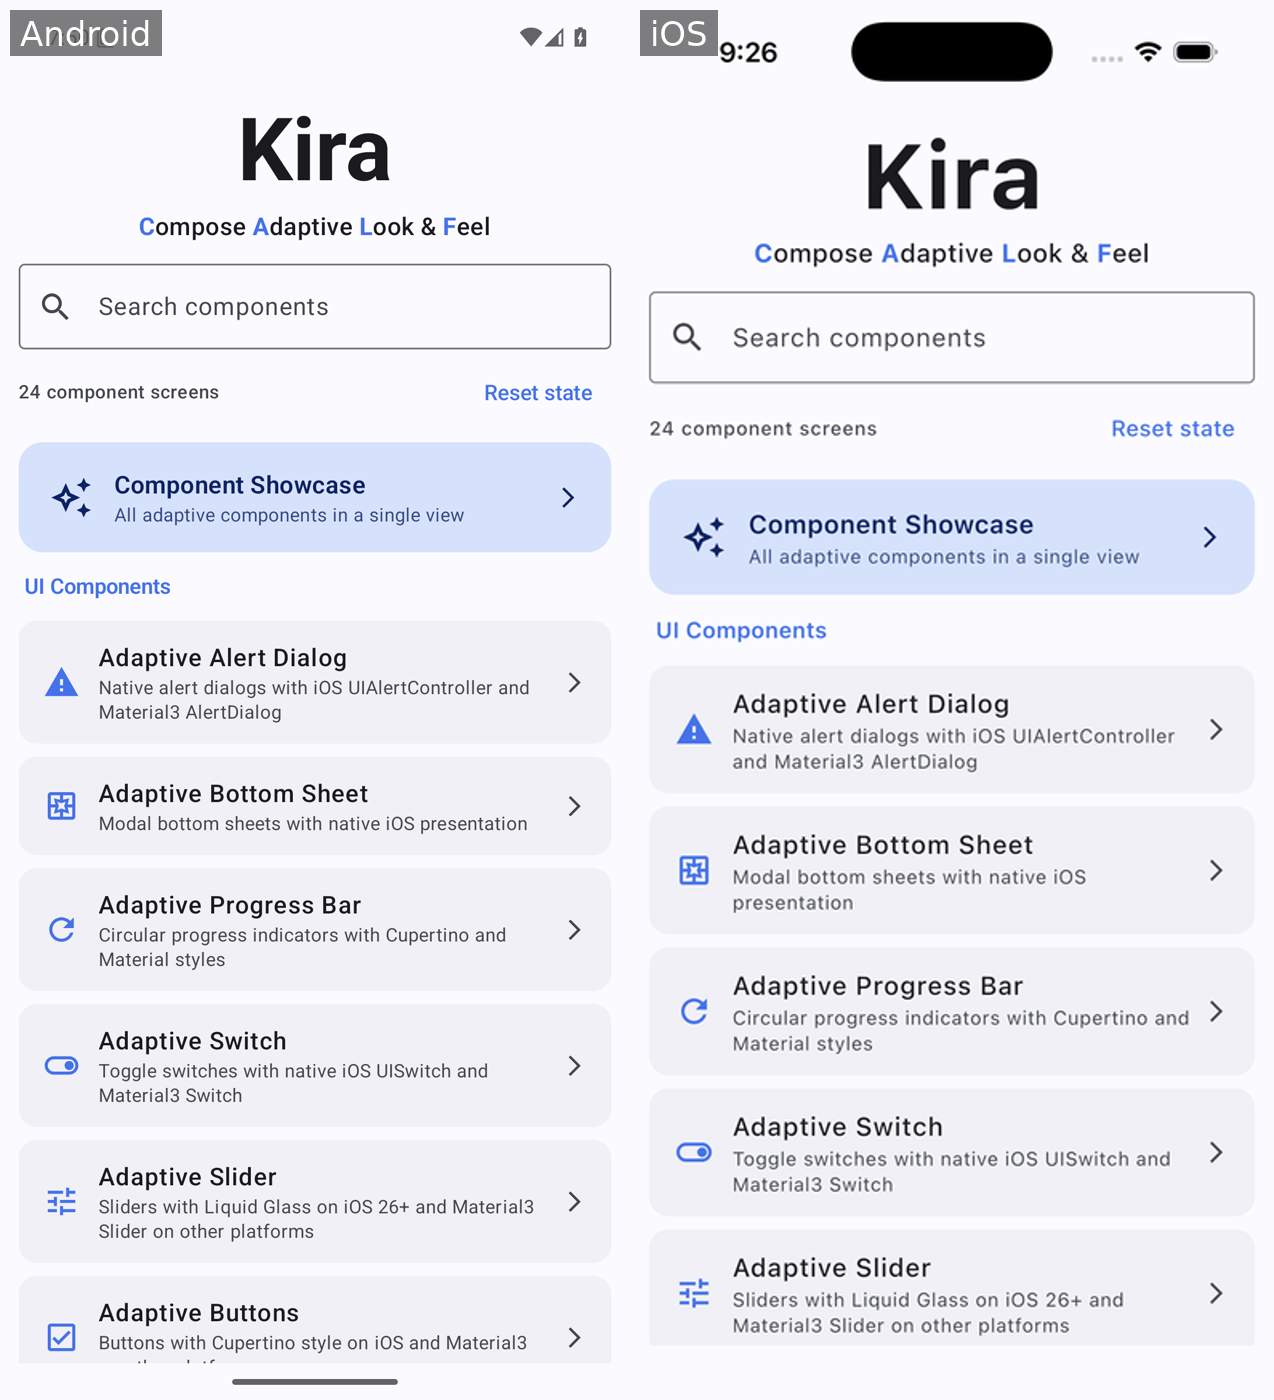 Android
Kira
Compose Adaptive Look & Feel
Search components
24 component screens
Reset state
Component Showcase
All adaptive components in a single view
UI Components
Adaptive Alert Dialog
Native alert dialogs with iOS UIAlertController and
Material3 AlertDialog
Adaptive Bottom Sheet
Modal bottom sheets with native iOS presentation
Adaptive Progress Bar
Circular progress indicators with Cupertino and
Material styles
Adaptive Switch
Toggle switches with native iOS UISwitch and
Material3 Switch
Adaptive Slider
Sliders with Liquid Glass on iOS 26+ and Material3
Slider on other platforms
Adaptive Buttons
Buttons with Cupertino style on iOS and Material3
iOS
9:26
Kira
Compose Adaptive Look & Feel
Search components
24 component screens
Reset state
Component Showcase
All adaptive components in a single view
UI Components
Adaptive Alert Dialog
Native alert dialogs with iOS UIAlertController
and Material3 AlertDialog
Adaptive Bottom Sheet
Modal bottom sheets with native iOS
presentation
Adaptive Progress Bar
Circular progress indicators with Cupertino and
Material styles
Adaptive Switch
Toggle switches with native iOS UISwitch and
Material3 Switch
Adaptive Slider
Sliders with Liquid Glass on iOS 26+ and
Material3 Slider on other platforms